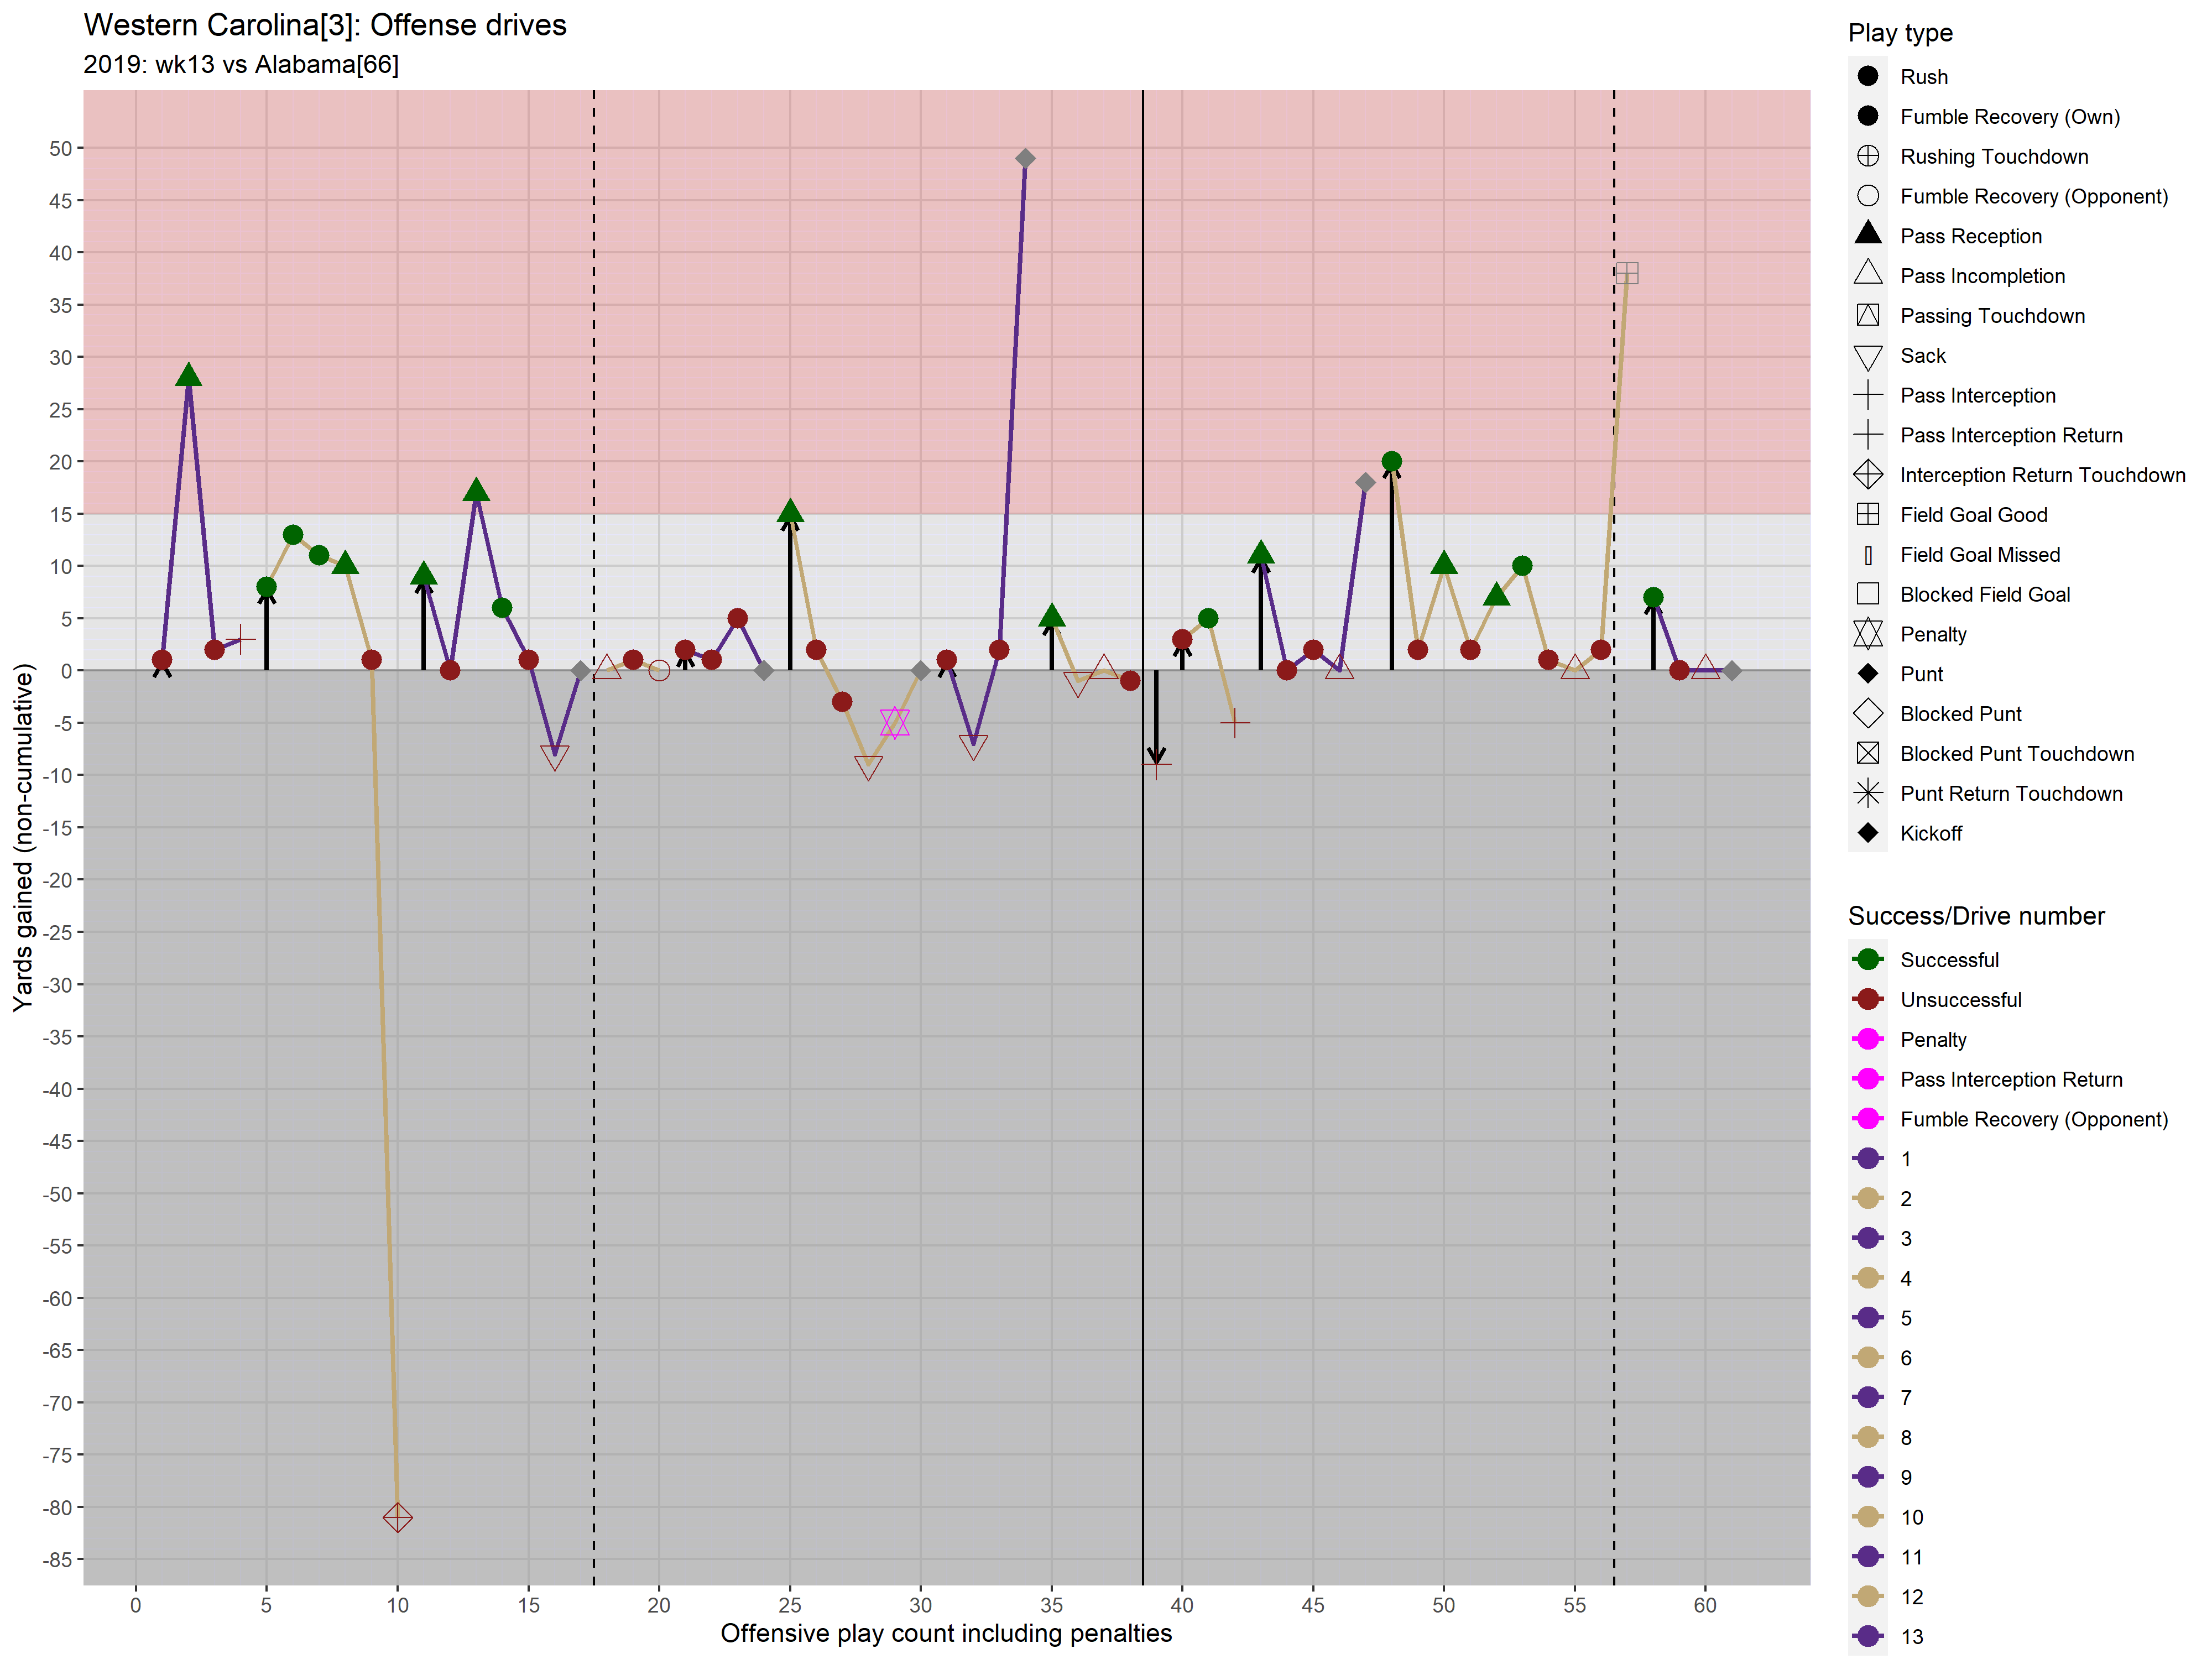 Western Carolina[3]: Offense drives
2019: wk13 vs Alabama[66]
Yards gained (non-cumulative)
50
45
40
35
30
25
20
15
10
5
0
-5
-10
-15
-20
-25
-30
-35
-40
-45
-50
-55
-60
-65
-70
-75
-80
-85
0 5 10 15 20 25 30 35 40 45 50 55 60
Offensive play count including penalties
Play type
Rush
Fumble Recovery (Own)
Rushing Touchdown
Fumble Recovery (Opponent)
Pass Reception
Pass Incompletion
Passing Touchdown
Sack
Pass Interception
Pass Interception Return
Interception Return Touchdown
Field Goal Good
Field Goal Missed
Blocked Field Goal
Penalty
Punt
Blocked Punt
Blocked Punt Touchdown
Punt Return Touchdown
Kickoff
Success/Drive number
Successful
Unsuccessful
Penalty
Pass Interception Return
Fumble Recovery (Opponent)
1
2
3
4
5
6
7
8
9
10
11
12
13